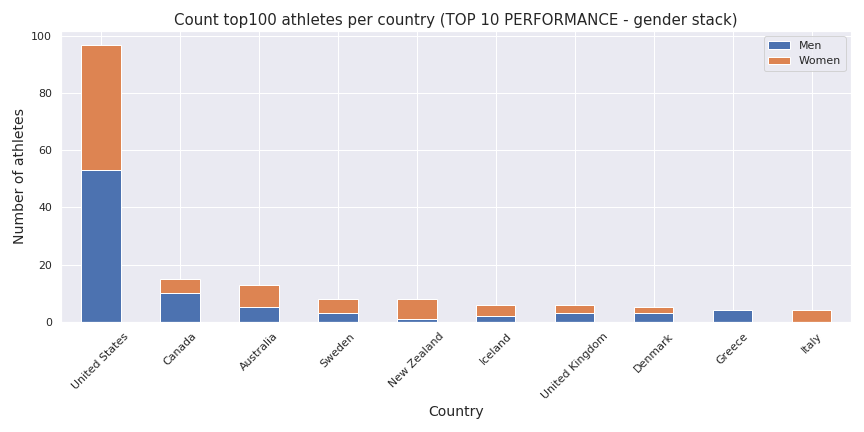 Count top100 athletes per country (TOP 10 PERFORMANCE - gender stack)
Men
Women
Number of athletes
100
80
60
40
20
0
United States
Canada
Australia
Sweden
New Zealand
Iceland
United Kingdom
Denmark
Greece
Italy
Country